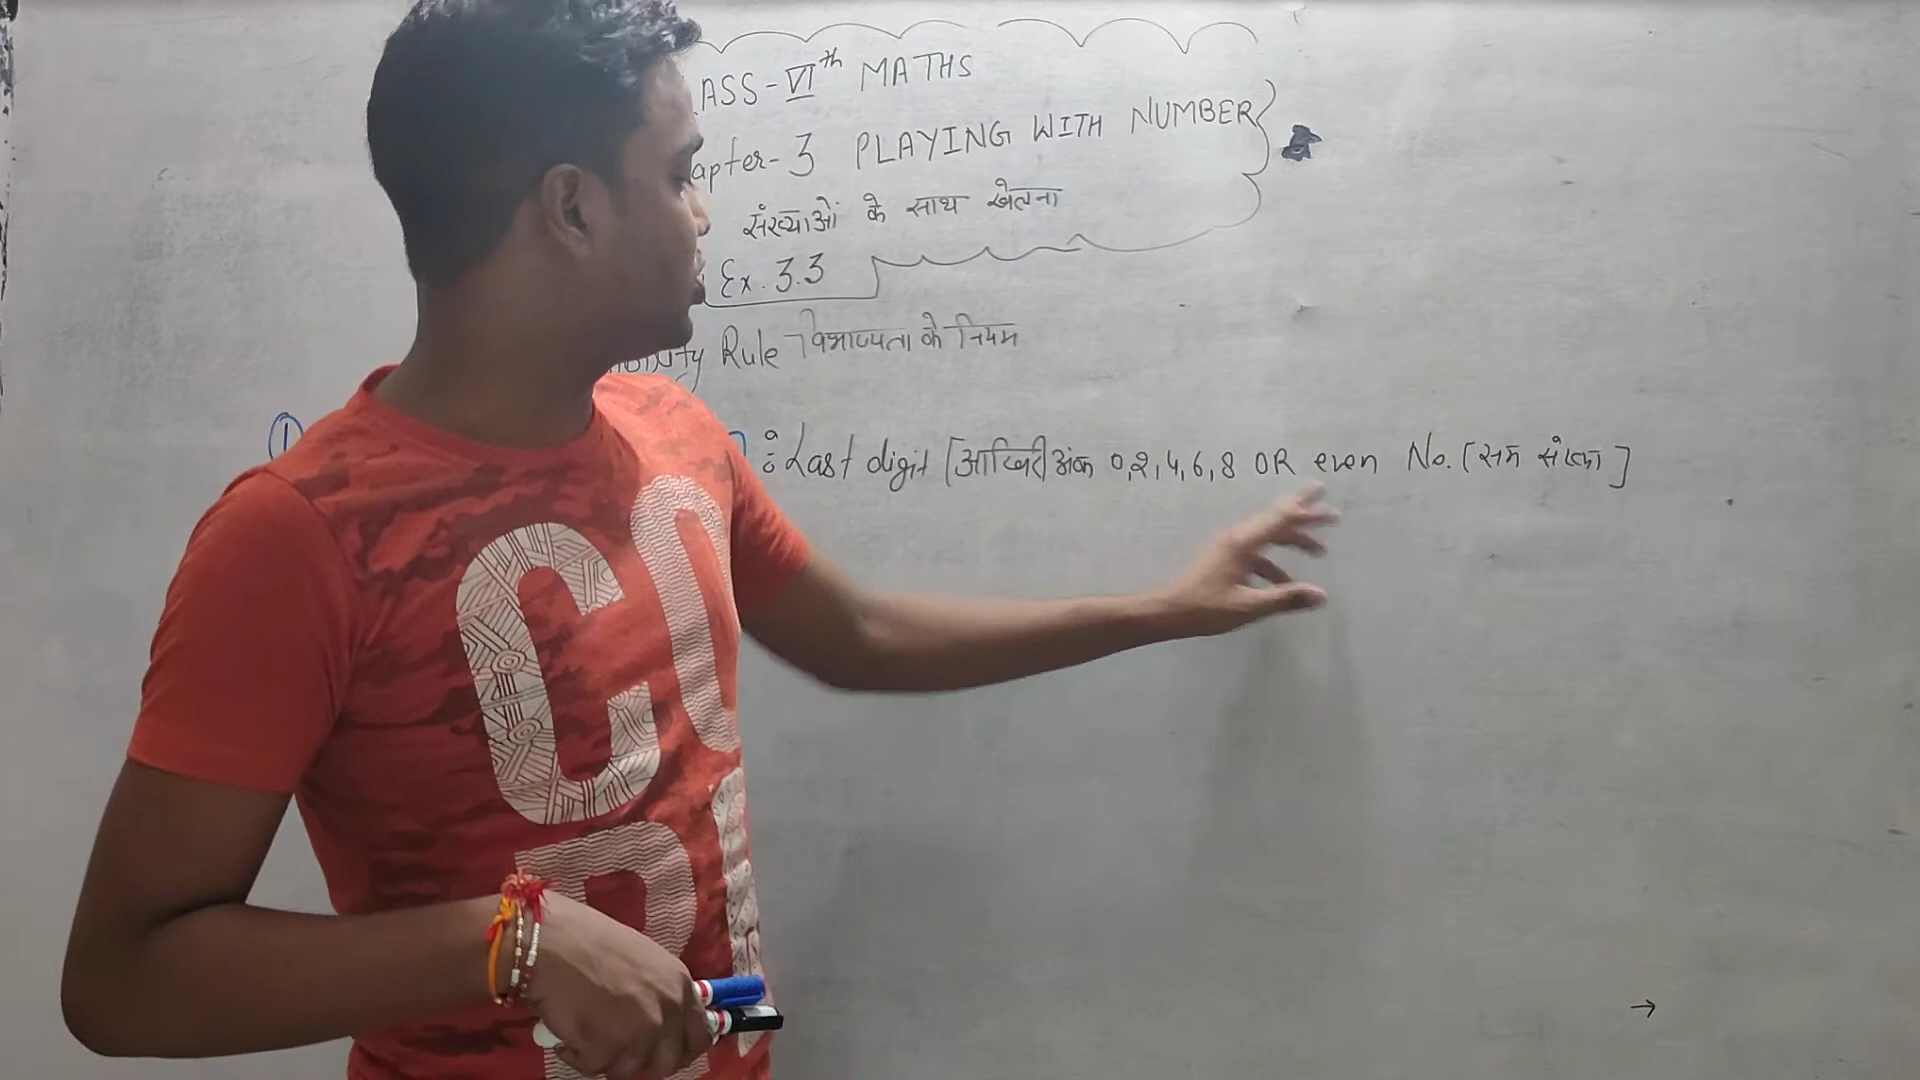 ASS-VIth MATHS
apter-3 PLAYING WITH NUMBER
संख्याओं के साथ खेलना
Ex. 3.3
Rule विभाज्यता के नियम
① : Last digit [आखिरी अंक 0,2,4,6,8 OR even No. [सम संख्या]
→